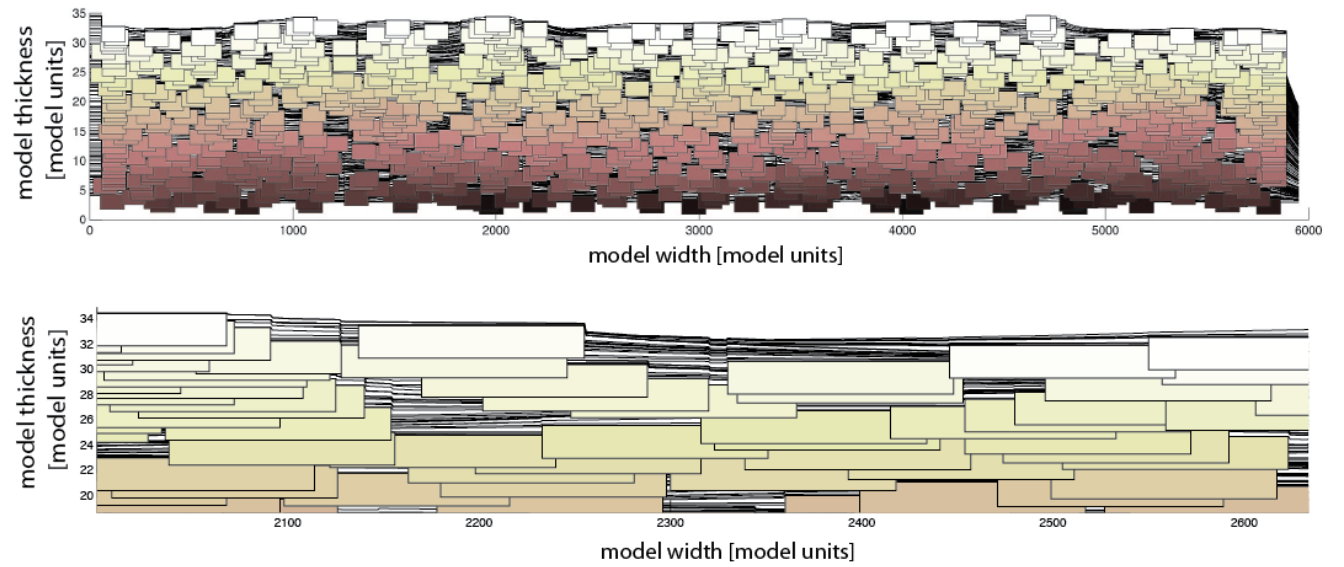 35
30
25
20
15
10
5
0
model thickness
[model units]
0 1000 2000 3000 4000 5000 6000
model width [model units]
34
32
30
28
26
24
22
20
model thickness
[model units]
2100 2200 2300 2400 2500 2600
model width [model units]